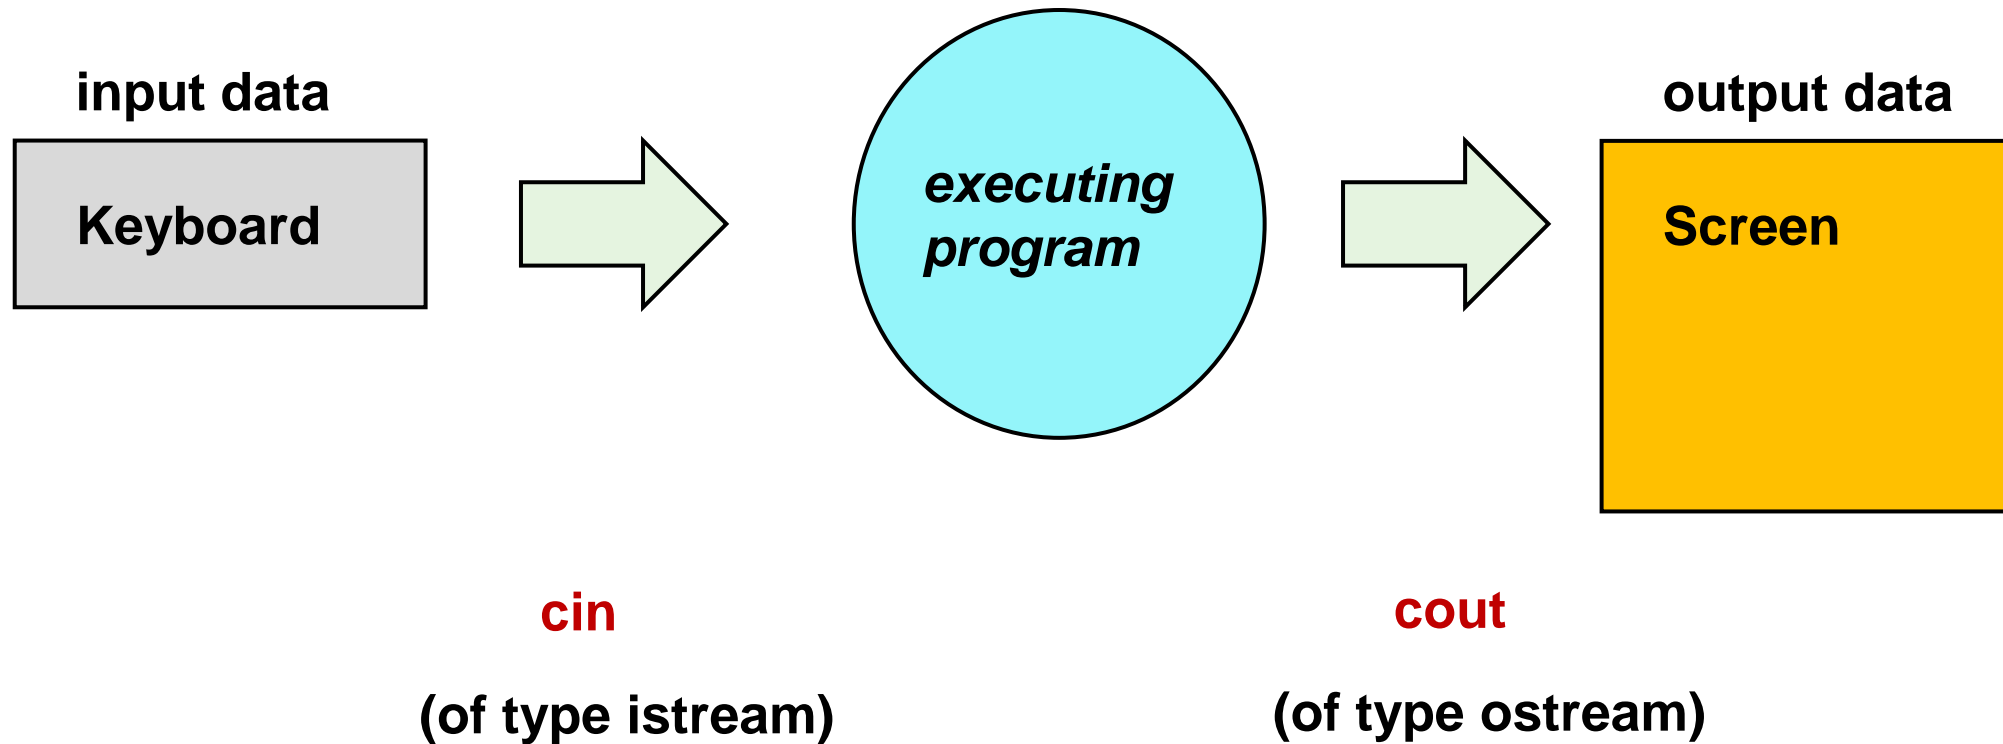 input data
Keyboard
executing
program
output data
Screen
cin
(of type istream)
cout
(of type ostream)